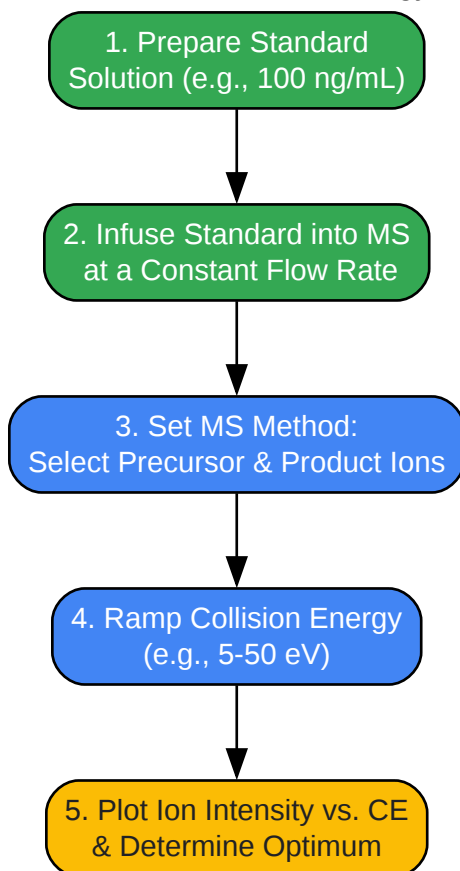 1. Prepare Standard
Solution (e.g., 100 ng/mL)
2. Infuse Standard into MS
at a Constant Flow Rate
3. Set MS Method:
Select Precursor & Product Ions
4. Ramp Collision Energy
(e.g., 5-50 eV)
5. Plot Ion Intensity vs. CE
& Determine Optimum